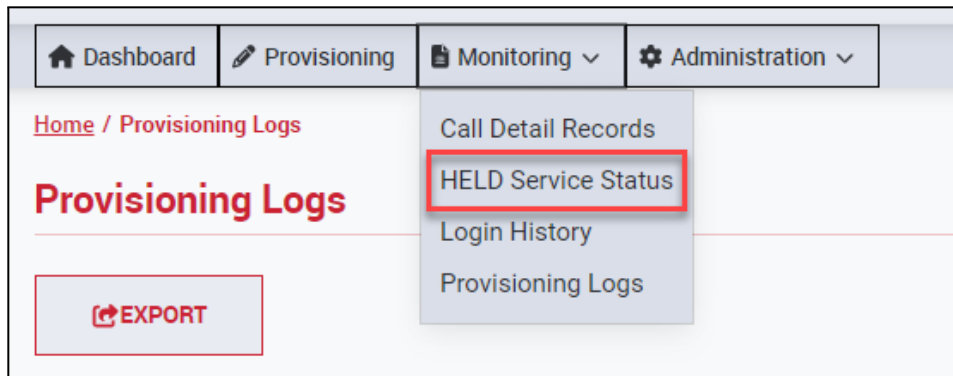 Dashboard Provisioning Monitoring Administration
Home / Provisioning Logs
Call Detail Records
HELD Service Status
Provisioning Logs
Login History
Provisioning Logs
EXPORT